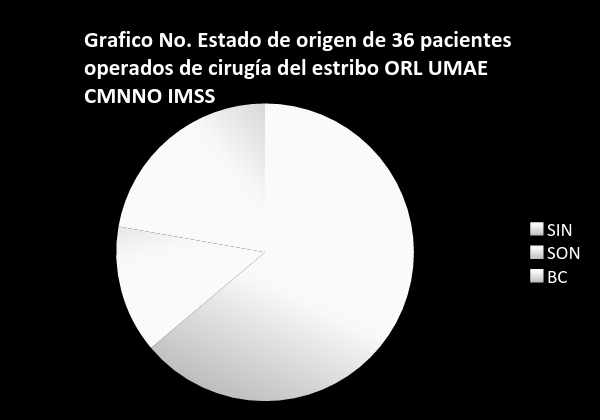 Grafico No. Estado de origen de 36 pacientes
operados de cirugía del estribo ORL UMAE
CMNNO IMSS
SIN
SON
BC